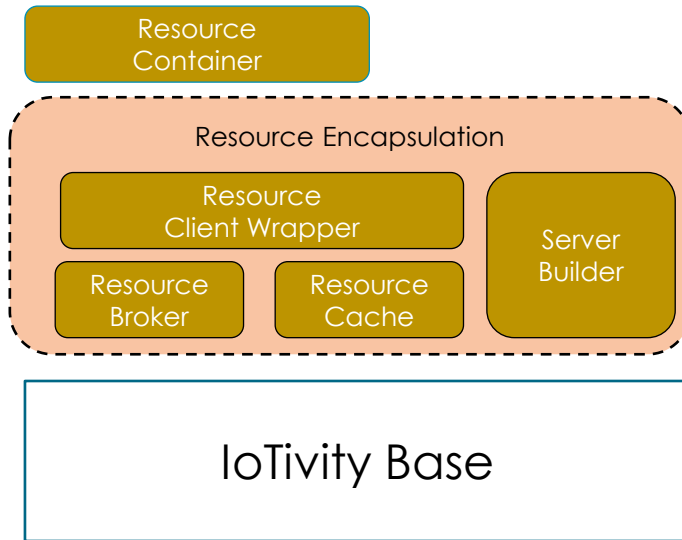 Resource
Container
Resource Encapsulation
Resource
Client Wrapper
Server
Builder
Resource
Broker
Resource
Cache
IoTivity Base